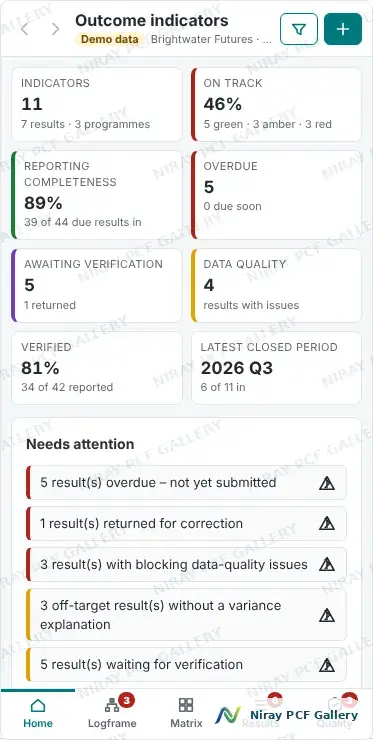 Outcome indicators
Demo data Brightwater Futures · ...
INDICATORS
11
7 results · 3 programmes
ON TRACK
46%
5 green · 3 amber · 3 red
REPORTING
COMPLETENESS
89%
39 of 44 due results in
OVERDUE
5
0 due soon
AWAITING VERIFICATION
5
1 returned
DATA QUALITY
4
results with issues
VERIFIED
81%
34 of 42 reported
LATEST CLOSED PERIOD
2026 Q3
6 of 11 in
Needs attention
5 result(s) overdue – not yet submitted
1 result(s) returned for correction
3 result(s) with blocking data-quality issues
3 off-target result(s) without a variance
explanation
5 result(s) waiting for verification
3
Home
Logframe
Matrix
Results
Quality
Niray PCF Gallery
NIRAY PCF GALLERY